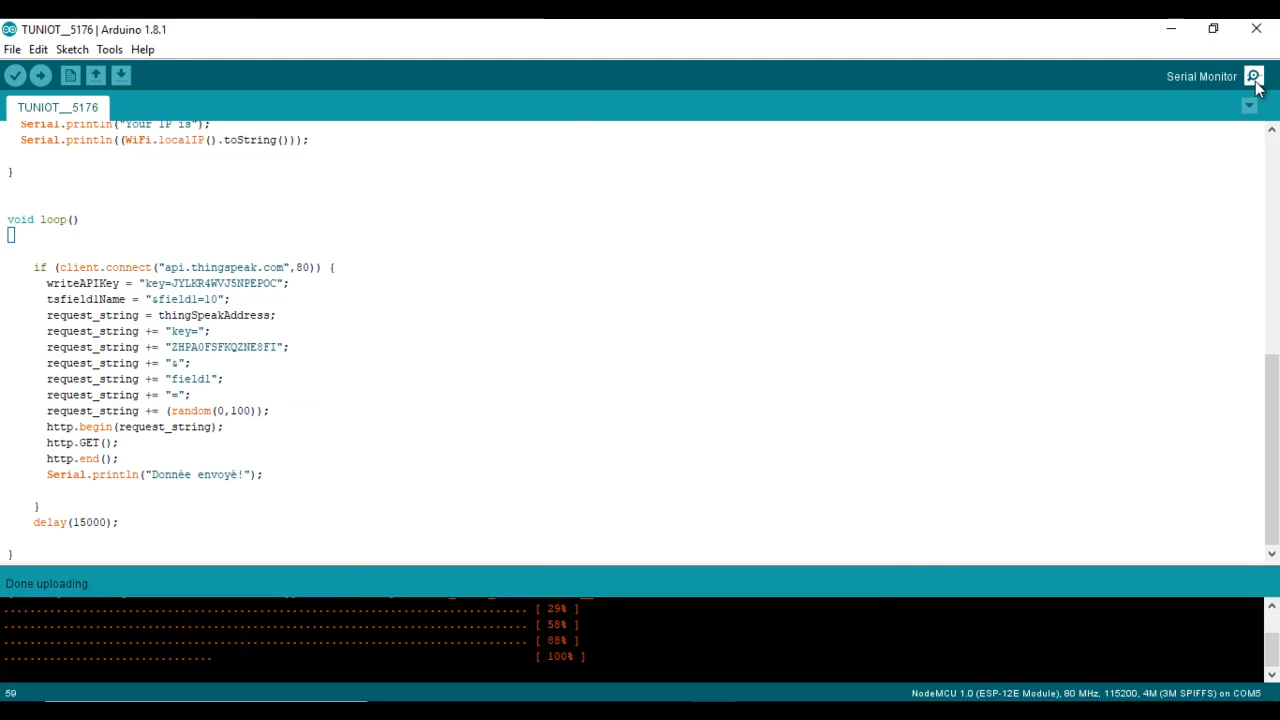 TUNIOT__5176 | Arduino 1.8.1
File Edit Sketch Tools Help
Serial Monitor
TUNIOT__5176
Serial.println("Your IP is");
Serial.println((WiFi.localIP().toString()));
}
void loop()
if (client.connect("api.thingspeak.com",80)) {
writeAPIKey = "key=JYLKR4WVJ5NPEPOC";
tsfield1Name = "&field1=10";
request_string = thingSpeakAddress;
request_string += "key=";
request_string += "ZHPA0FSFKQZNE8FI";
request_string += "&";
request_string += "field1";
request_string += "=";
request_string += (random(0,100));
http.begin(request_string);
http.GET();
http.end();
Serial.println("Donnée envoyé!");
}
delay(15000);
}
Done uploading.
................................................................................ [ 29% ]
................................................................................ [ 58% ]
................................................................................ [ 88% ]
................................ [ 100% ]
59 NodeMCU 1.0 (ESP-12E Module), 80 MHz, 115200, 4M (3M SPIFFS) on COM5